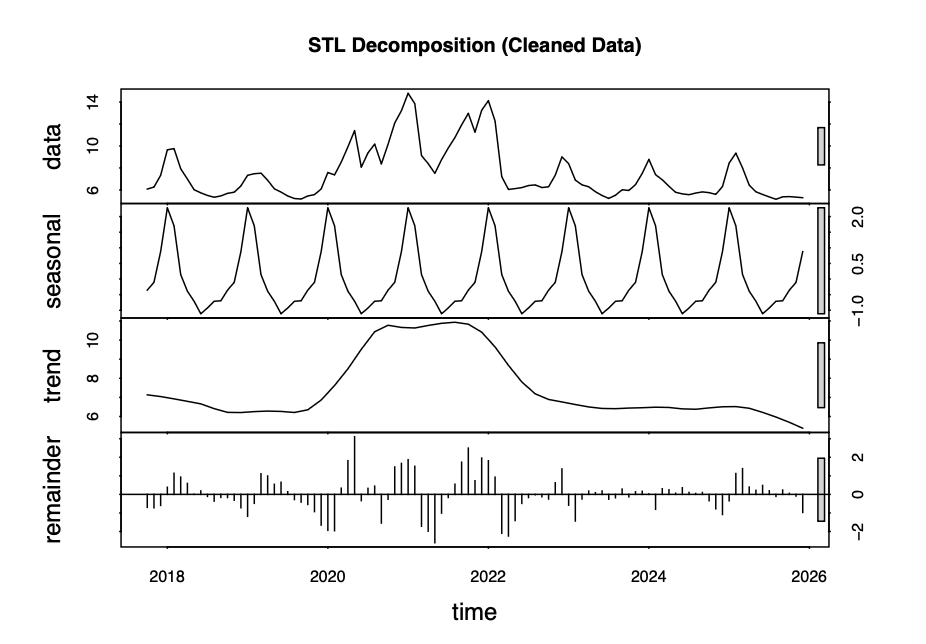 STL Decomposition (Cleaned Data)
data
6 10 14
seasonal
−1.0 0.5 2.0
trend
6 8 10
remainder
−2 0 2
2018 2020 2022 2024 2026
time